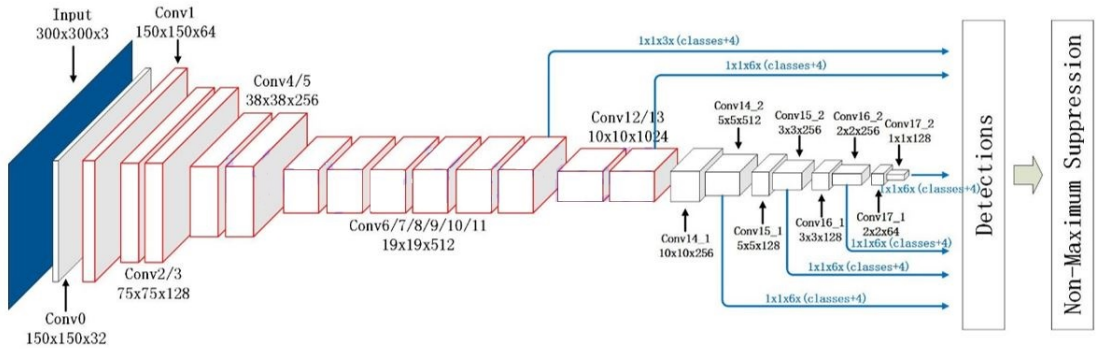 Input
300x300x3
Conv1
150x150x64
Conv4/5
38x38x256
1x1x3x(classes+4)
1x1x6x(classes+4)
Conv12/13
10x10x1024
Conv14_2
5x5x512
Conv15_2
3x3x256
Conv16_2
2x2x256
Conv17_2
1x1x128
1x1x6x(classes+4)
Conv6/7/8/9/10/11
19x19x512
Conv14_1
10x10x256
Conv15_1
5x5x128
Conv16_1
3x3x128
Conv17_1
2x2x64
1x1x6x(classes+4)
1x1x6x(classes+4)
1x1x6x(classes+4)
Conv2/3
75x75x128
Conv0
150x150x32
Detections
Non-Maximum Suppression